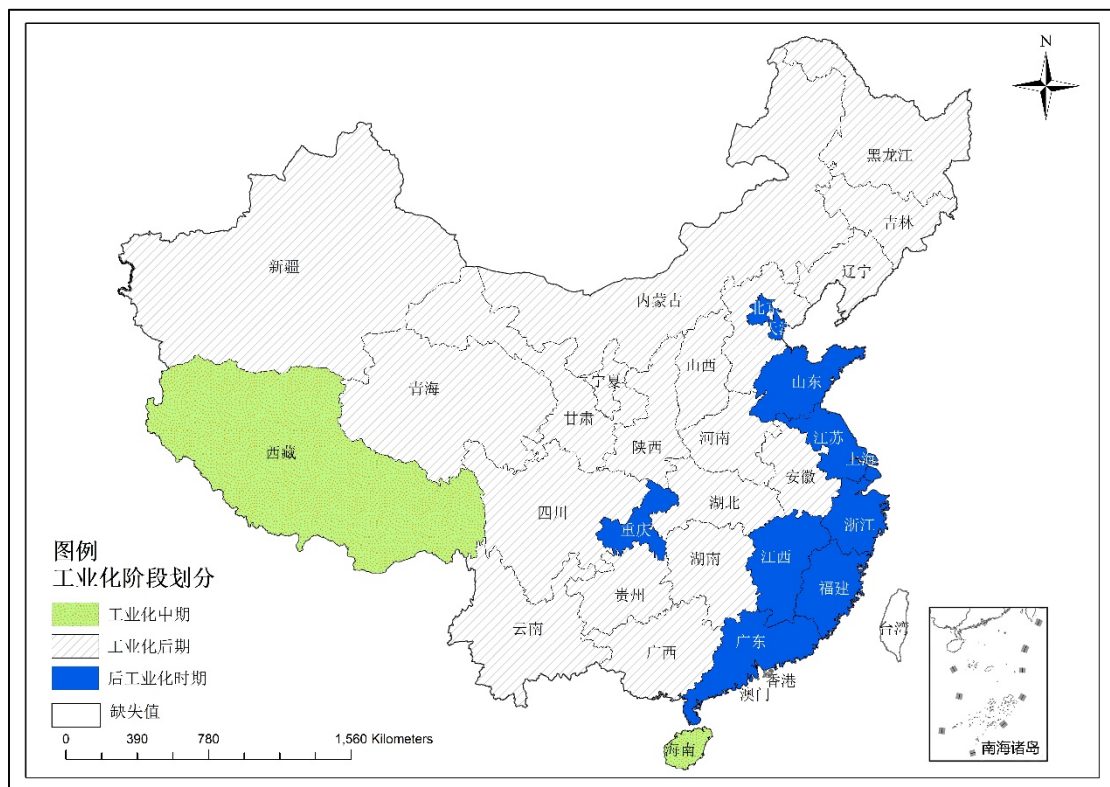 N
黑龙江
吉林
辽宁
新疆
内蒙古
北京
天津
山西
山东
宁夏
青海
甘肃
陕西
河南
江苏
上海
安徽
西藏
四川
重庆
湖北
浙江
湖南
江西
福建
贵州
云南
广西
广东
台湾
香港
澳门
海南
图例
工业化阶段划分
工业化中期
工业化后期
后工业化时期
缺失值
0 390 780 1,560 Kilometers
南海诸岛